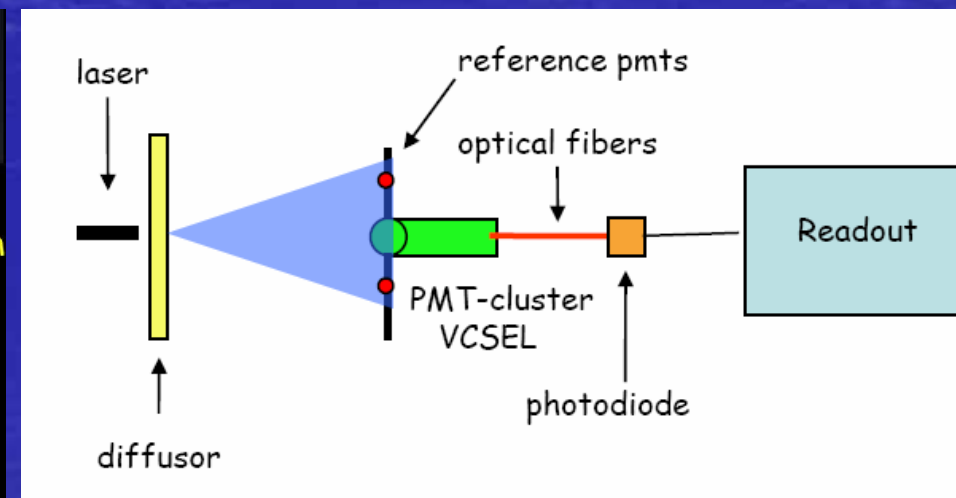 laser
reference pmts
optical fibers
Readout
PMT-cluster
VCSEL
photodiode
diffusor